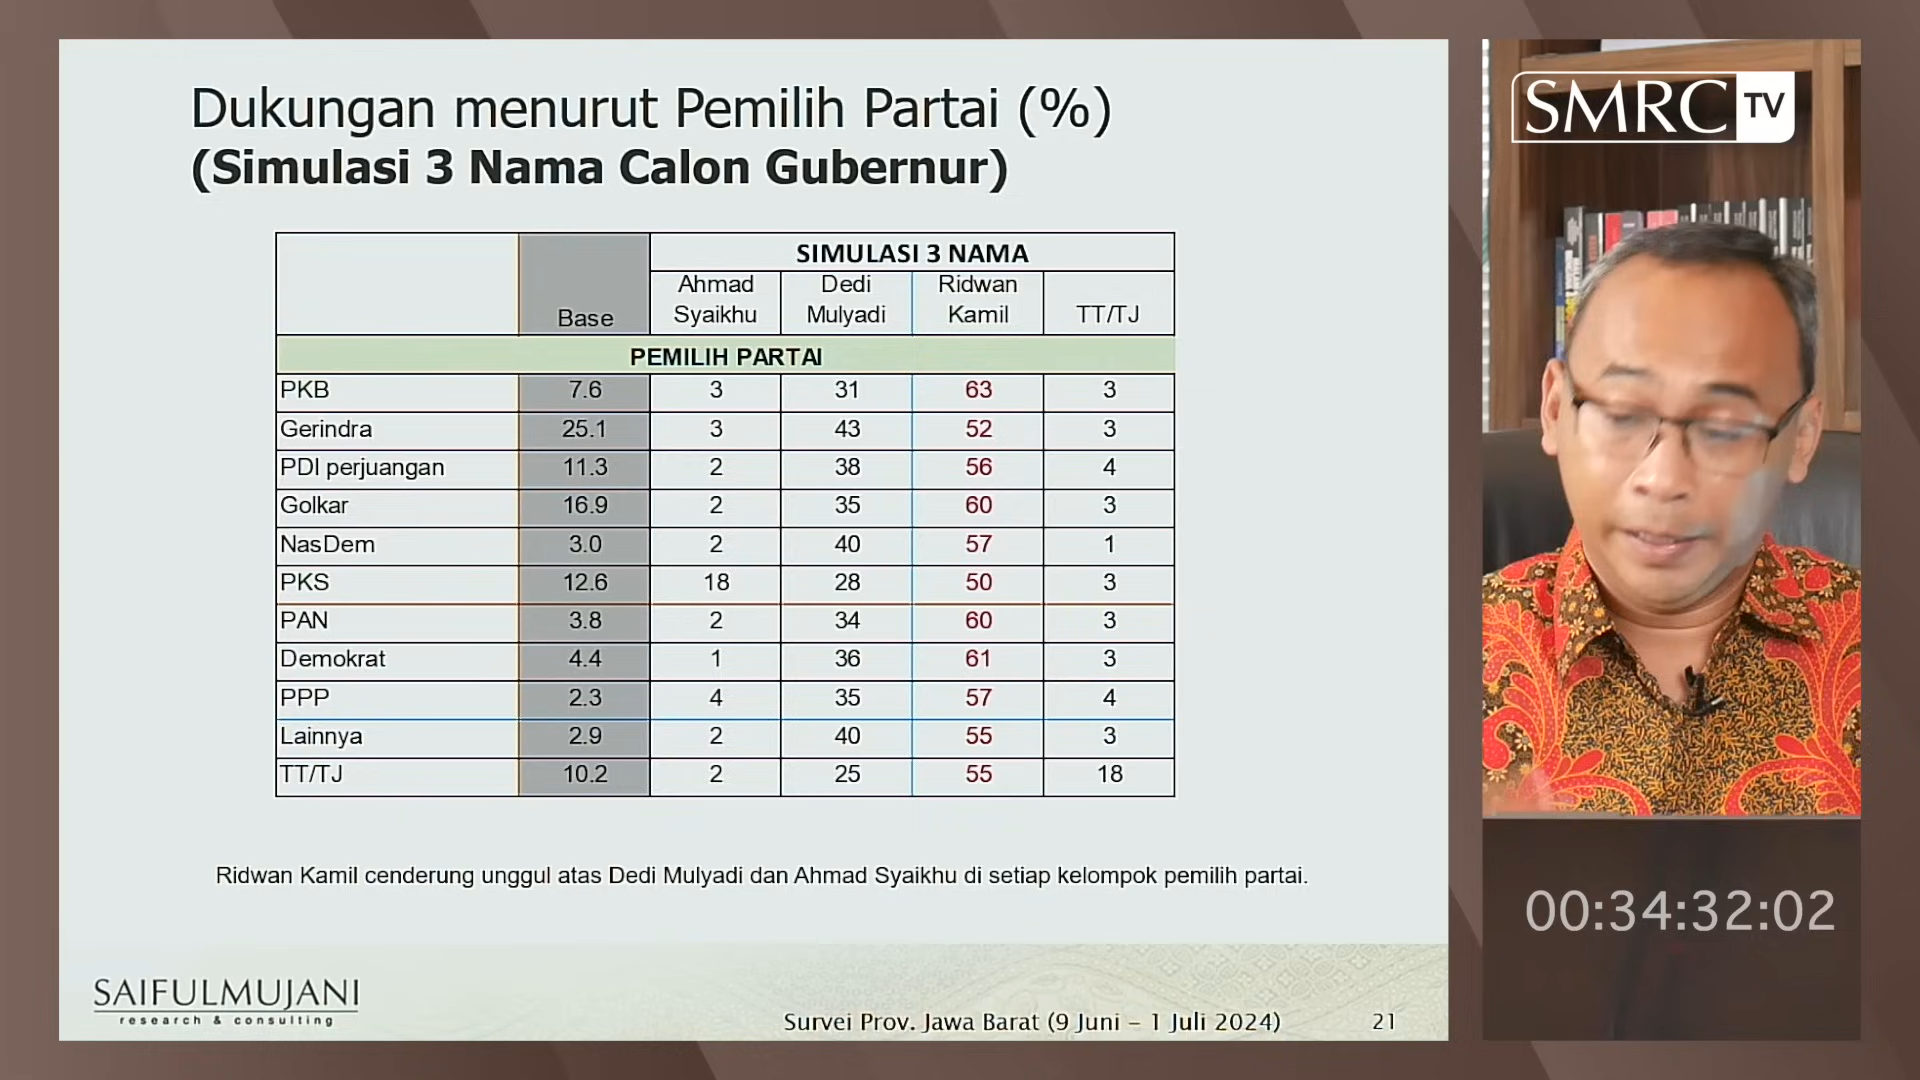 Dukungan menurut Pemilih Partai (%)
(Simulasi 3 Nama Calon Gubernur)
SIMULASI 3 NAMA
Base Ahmad Syaikhu Dedi Mulyadi Ridwan Kamil TT/TJ
PEMILIH PARTAI
PKB 7.6 3 31 63 3
Gerindra 25.1 3 43 52 3
PDI perjuangan 11.3 2 38 56 4
Golkar 16.9 2 35 60 3
NasDem 3.0 2 40 57 1
PKS 12.6 18 28 50 3
PAN 3.8 2 34 60 3
Demokrat 4.4 1 36 61 3
PPP 2.3 4 35 57 4
Lainnya 2.9 2 40 55 3
TT/TJ 10.2 2 25 55 18
Ridwan Kamil cenderung unggul atas Dedi Mulyadi dan Ahmad Syaikhu di setiap kelompok pemilih partai.
SAIFULMUJANI
research & consulting
Survei Prov. Jawa Barat (9 Juni – 1 Juli 2024)
21
SMRC TV
00:34:32:02